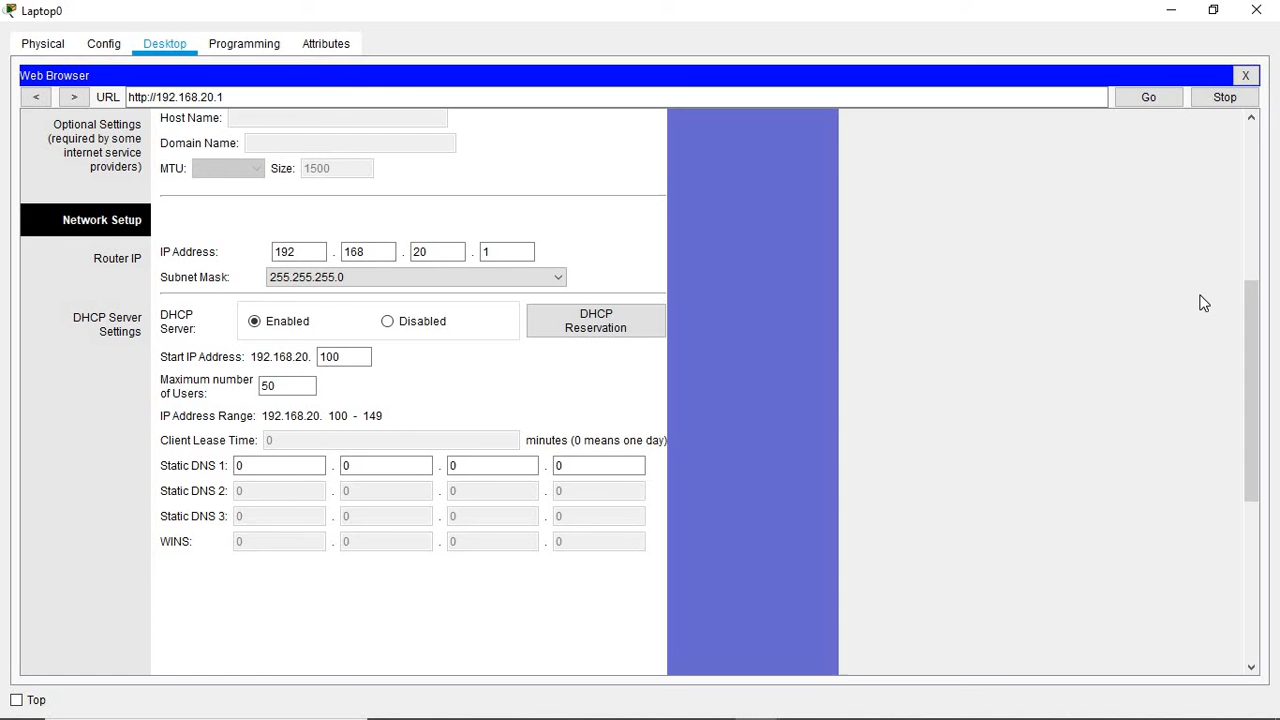 Laptop0
Physical Config Desktop Programming Attributes
Web Browser X
< > URL http://192.168.20.1 Go Stop
Optional Settings
(required by some
internet service
providers)
Host Name:
Domain Name:
MTU: Size: 1500
Network Setup
Router IP
IP Address: 192 . 168 . 20 . 1
Subnet Mask: 255.255.255.0
DHCP Server
Settings
DHCP
Server: Enabled Disabled
DHCP
Reservation
Start IP Address: 192.168.20. 100
Maximum number
of Users: 50
IP Address Range: 192.168.20. 100 - 149
Client Lease Time: 0 minutes (0 means one day)
Static DNS 1: 0 . 0 . 0 . 0
Static DNS 2: 0 . 0 . 0 . 0
Static DNS 3: 0 . 0 . 0 . 0
WINS: 0 . 0 . 0 . 0
Top